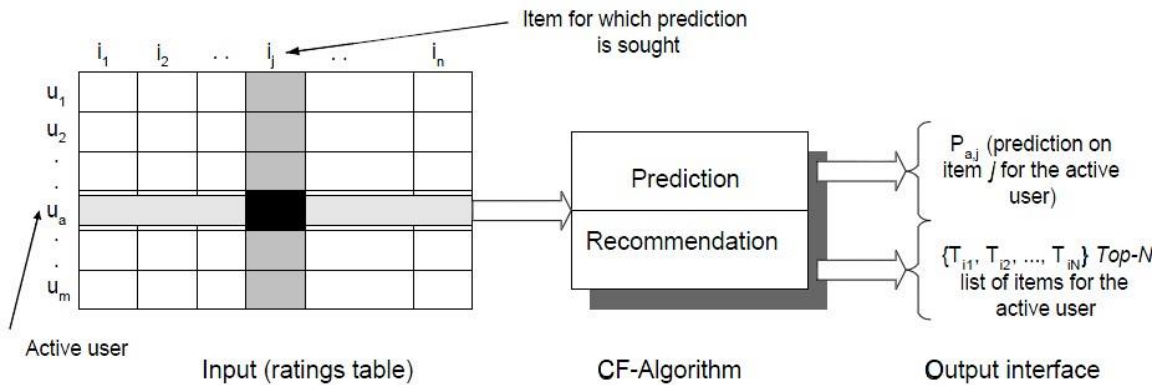 Item for which prediction
is sought
i1 i2 . . ij . . in
u1
u2
.
.
ua
.
.
um
Active user
Input (ratings table)
Prediction
Recommendation
CF-Algorithm
Pa,j (prediction on
item j for the active
user)
{Ti1, Ti2, ..., TiN} Top-N
list of items for the
active user
Output interface